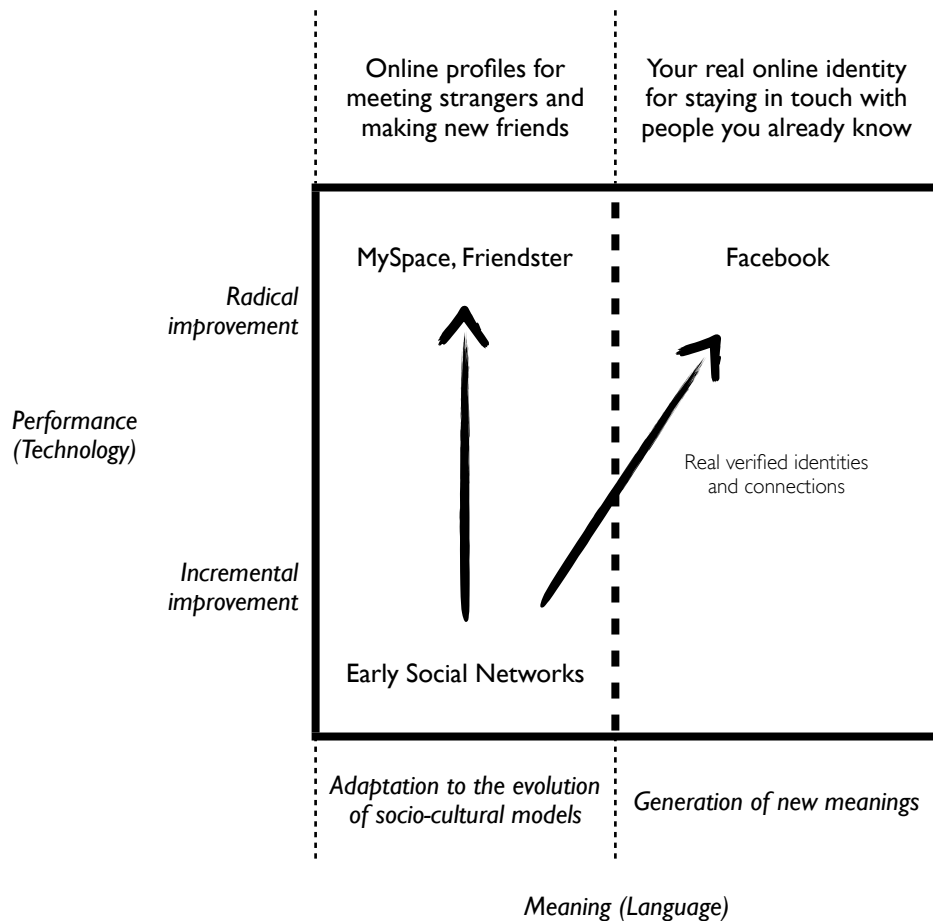 Online profiles for
meeting strangers and
making new friends
Your real online identity
for staying in touch with
people you already know
MySpace, Friendster
Facebook
Radical
improvement
Performance
(Technology)
Real verified identities
and connections
Incremental
improvement
Early Social Networks
Adaptation to the evolution
of socio-cultural models
Generation of new meanings
Meaning (Language)